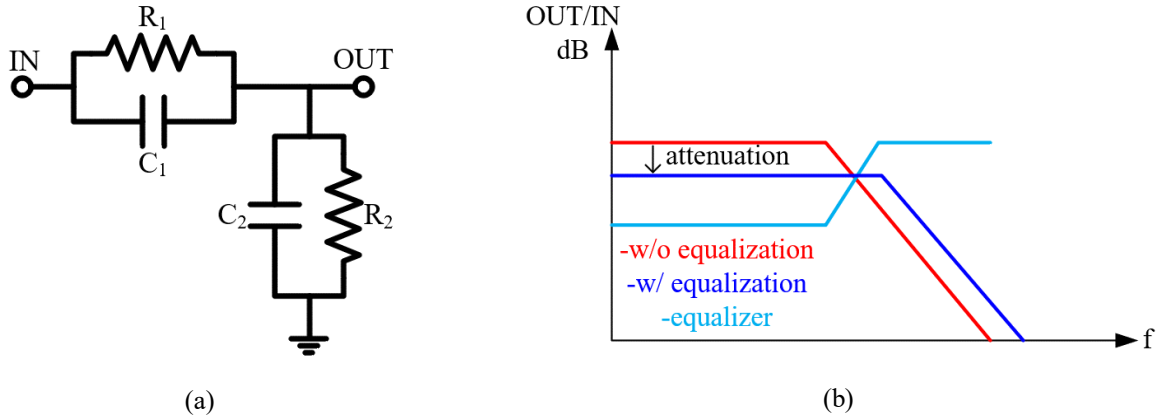 R₁
IN
OUT
C₁
C₂
R₂
(a)
OUT/IN
dB
attenuation
-w/o equalization
-w/ equalization
-equalizer
f
(b)